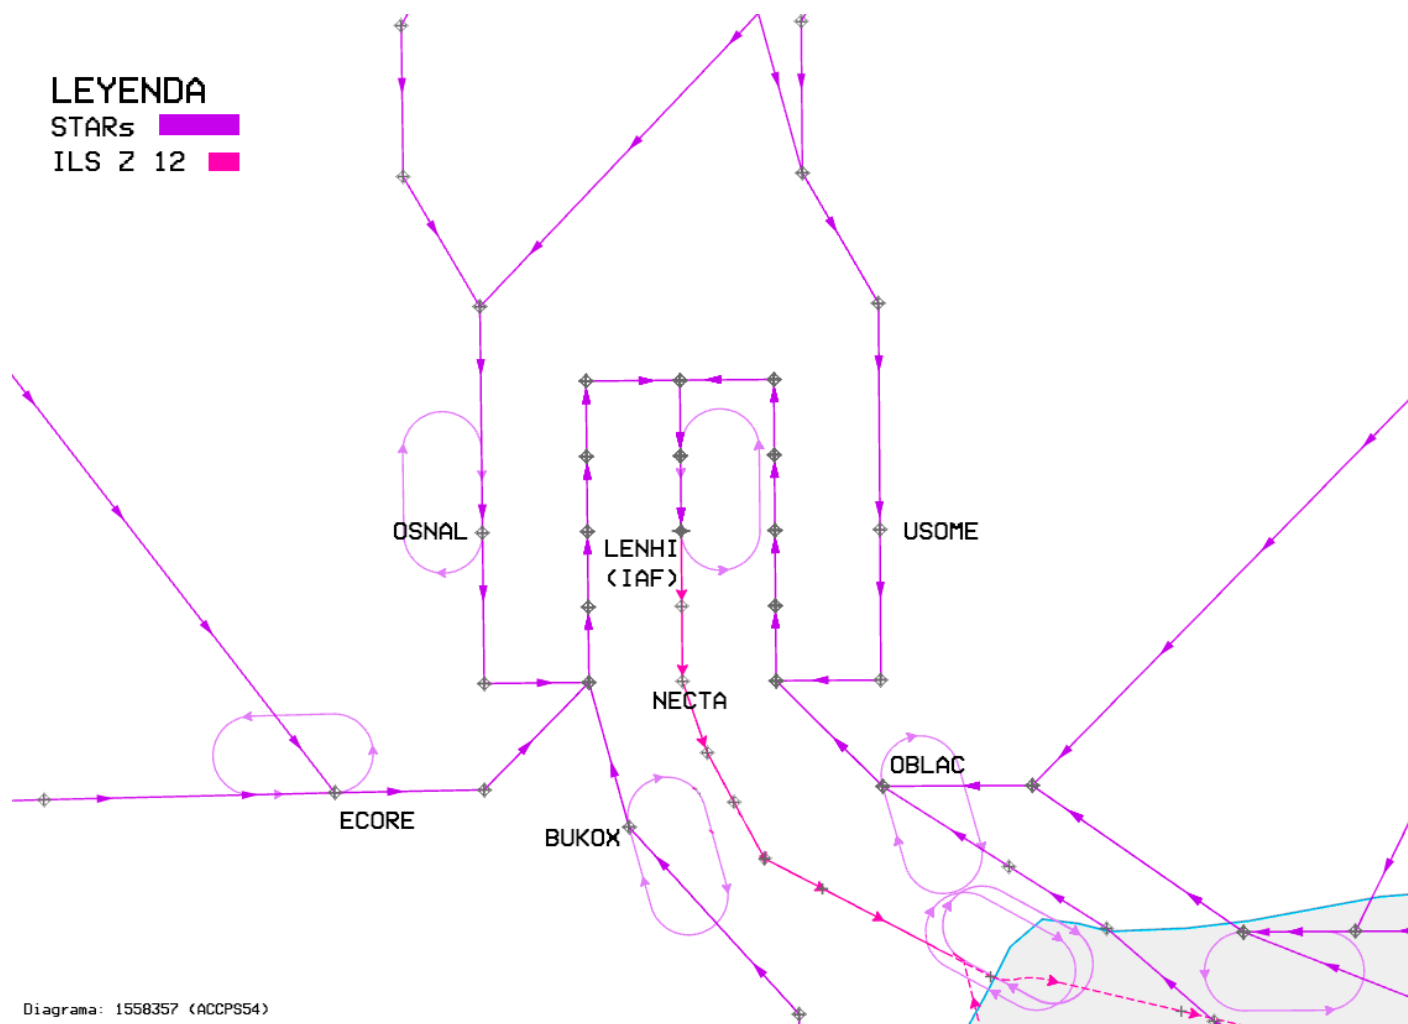 LEYENDA
STARs
ILS Z 12
OSNAL
LENHI
(IAF)
USOME
NECTA
OBLAC
ECORE
BUKOX
Diagrama: 1558357 (ACCPS54)